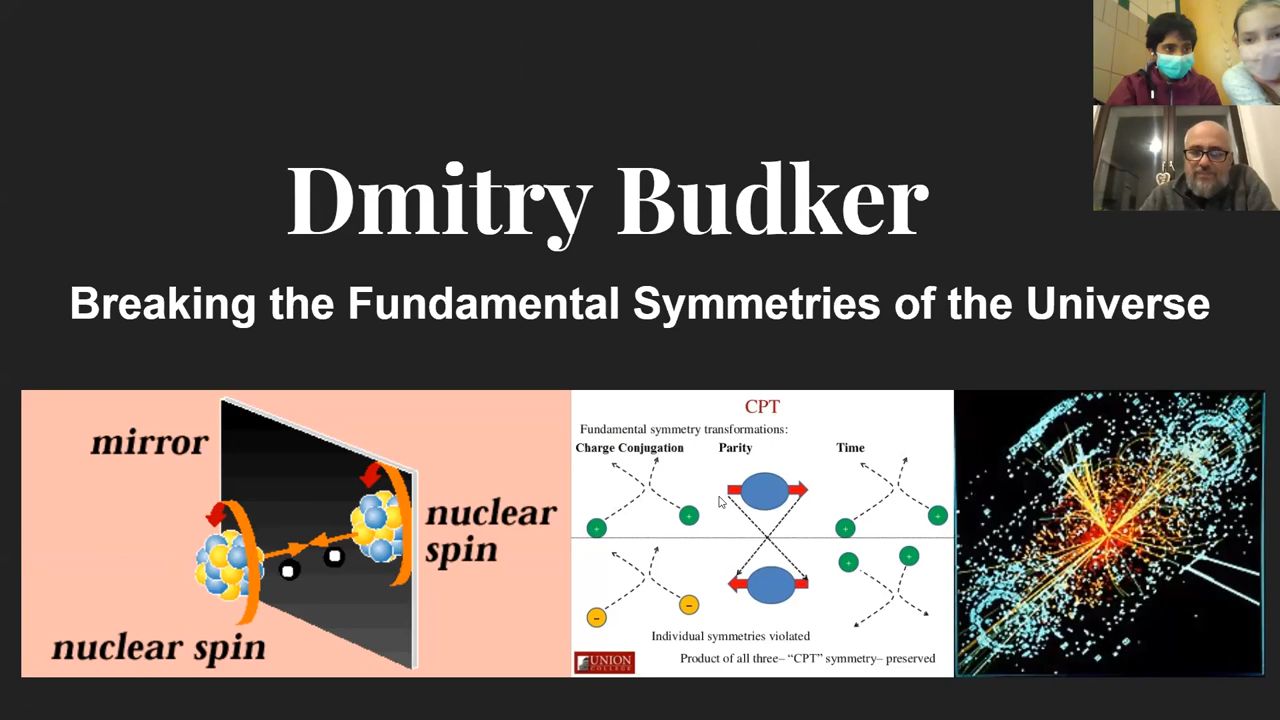 Dmitry Budker
Breaking the Fundamental Symmetries of the Universe
mirror
nuclear
spin
nuclear spin
CPT
Fundamental symmetry transformations:
Charge Conjugation Parity Time
+
+
+
+
+
+
−
−
Individual symmetries violated
Product of all three– “CPT” symmetry– preserved
UNION
COLLEGE